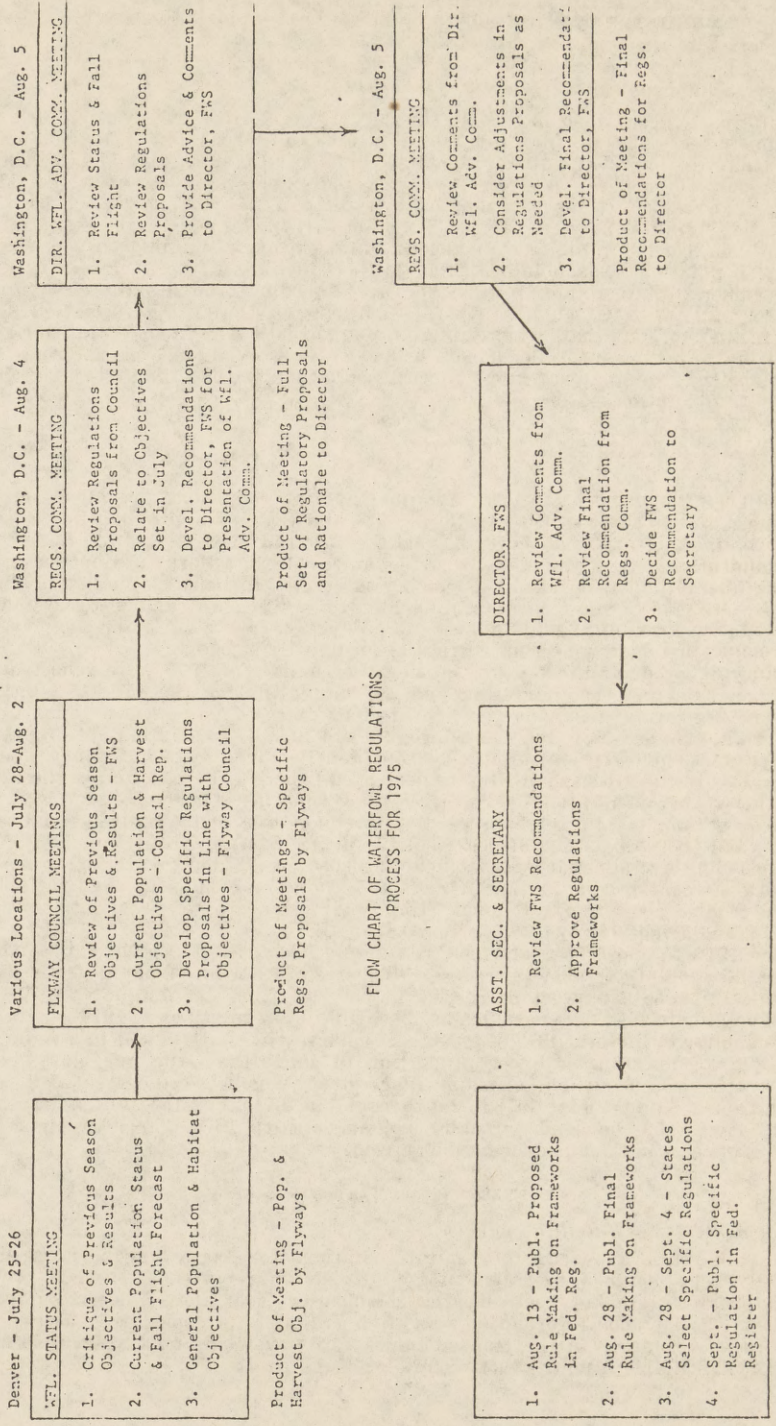 Denver - July 25-26
WFL. STATUS MEETING
1. Critique of Previous Season
Objectives & Results
2. Current Population Status
& Fall Flight Forecast
3. General Population & Habitat
Objectives
Product of Meeting - Pop. &
Harvest Obj. by Flyways
Various Locations - July 28-Aug. 2
FLYWAY COUNCIL MEETINGS
1. Review of Previous Season
Objectives & Results - FWS
2. Current Population & Harvest
Objectives - Council Rep.
3. Develop Specific Regulations
Proposals in Line with
Objectives - Flyway Council
Product of Meetings - Specific
Regs. Proposals by Flyways
Washington, D.C. - Aug. 4
REGS. COMM. MEETING
1. Review Regulations
Proposals from Council
2. Relate to Objectives
Set in July
3. Devel. Recommendations
to Director, FWS for
Presentation of Wfl.
Adv. Comm.
Product of Meeting - Full
Set of Regulatory Proposals
and Rationale to Director
Washington, D.C. - Aug. 5
DIR. WFL. ADV. COMM. MEETING
1. Review Status & Fall
Flight
2. Review Regulations
Proposals
3. Provide Advice & Comments
to Director, FWS
FLOW CHART OF WATERFOWL REGULATIONS
PROCESS FOR 1975
Washington, D.C. - Aug. 5
REGS. COMM. MEETING
1. Review Comments from Dir.
Wfl. Adv. Comm.
2. Consider Adjustments in
Regulations Proposals as
Needed
3. Devel. Final Recommendat
to Director, FWS
Product of Meeting - Final
Recommendations for Regs.
to Director
DIRECTOR, FWS
1. Review Comments from
Wfl. Adv. Comm.
2. Review Final
Recommendation from
Regs. Comm.
3. Decide FWS
Recommendation to
Secretary
ASST. SEC. & SECRETARY
1. Review FWS Recommendations
2. Approve Regulations
Frameworks
1. Aug. 13 - Publ. Proposed
Rule Making on Frameworks
in Fed. Reg.
2. Aug. 28 - Publ. Final
Rule Making on Frameworks
3. Aug. 28 - Sept. 4 - States
Select Specific Regulations
4. Sept. - Publ. Specific
Regulation in Fed.
Register